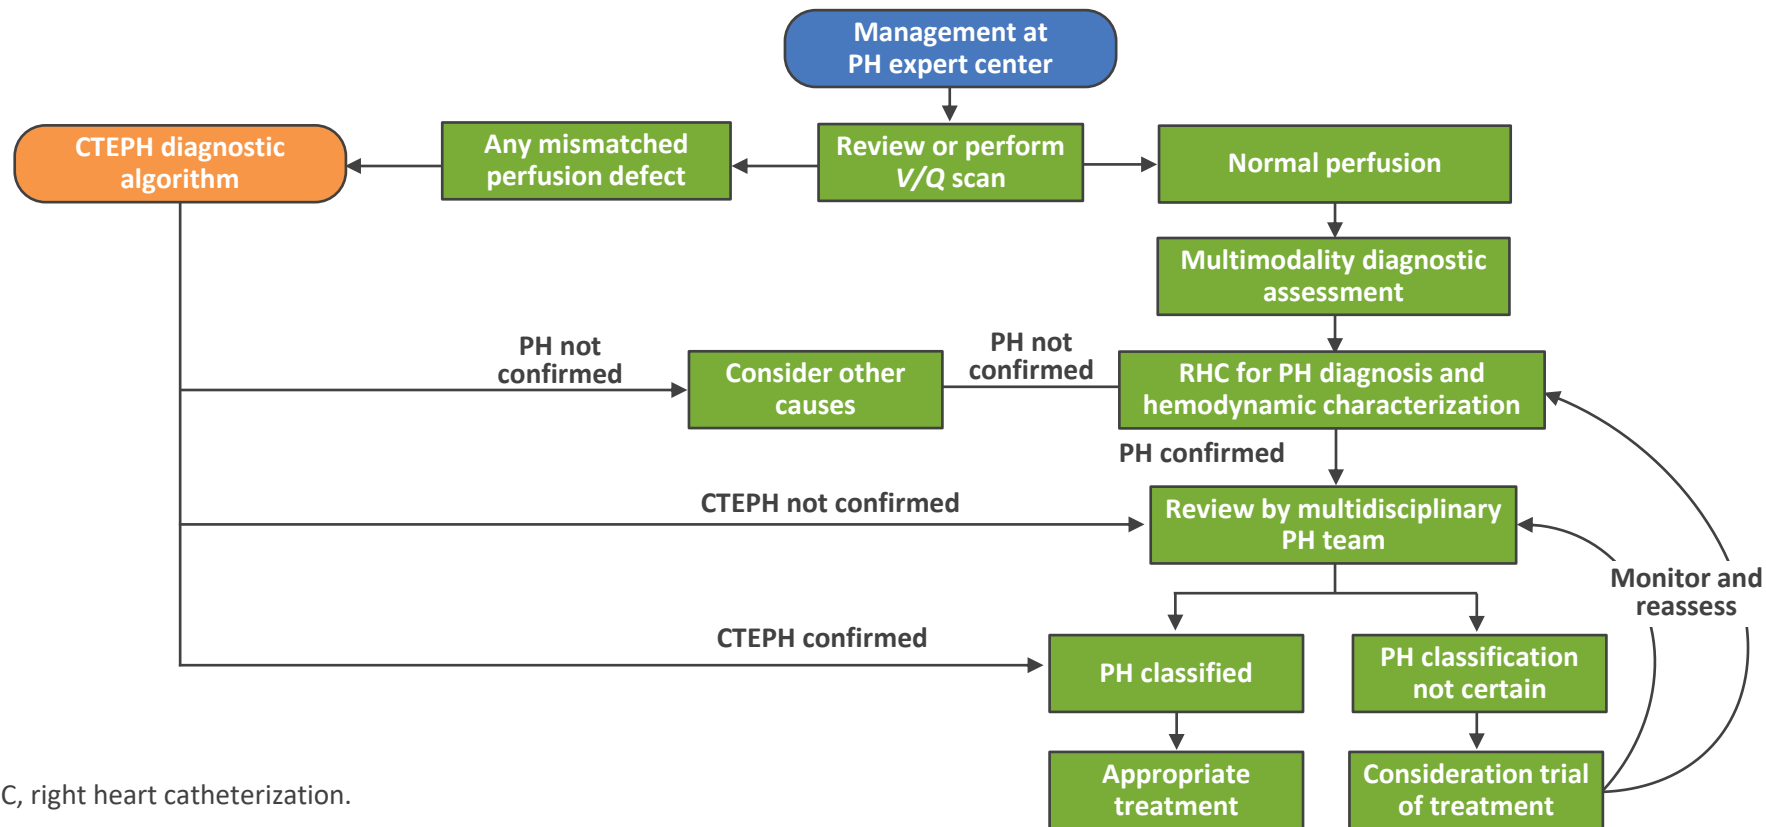 Management at
PH expert center
CTEPH diagnostic
algorithm
Any mismatched
perfusion defect
Review or perform
V/Q scan
Normal perfusion
Multimodality diagnostic
assessment
PH not
confirmed
Consider other
causes
PH not
confirmed
RHC for PH diagnosis and
hemodynamic characterization
PH confirmed
CTEPH not confirmed
Review by multidisciplinary
PH team
Monitor and
reassess
CTEPH confirmed
PH classified
PH classification
not certain
Appropriate
treatment
Consideration trial
of treatment
C, right heart catheterization.